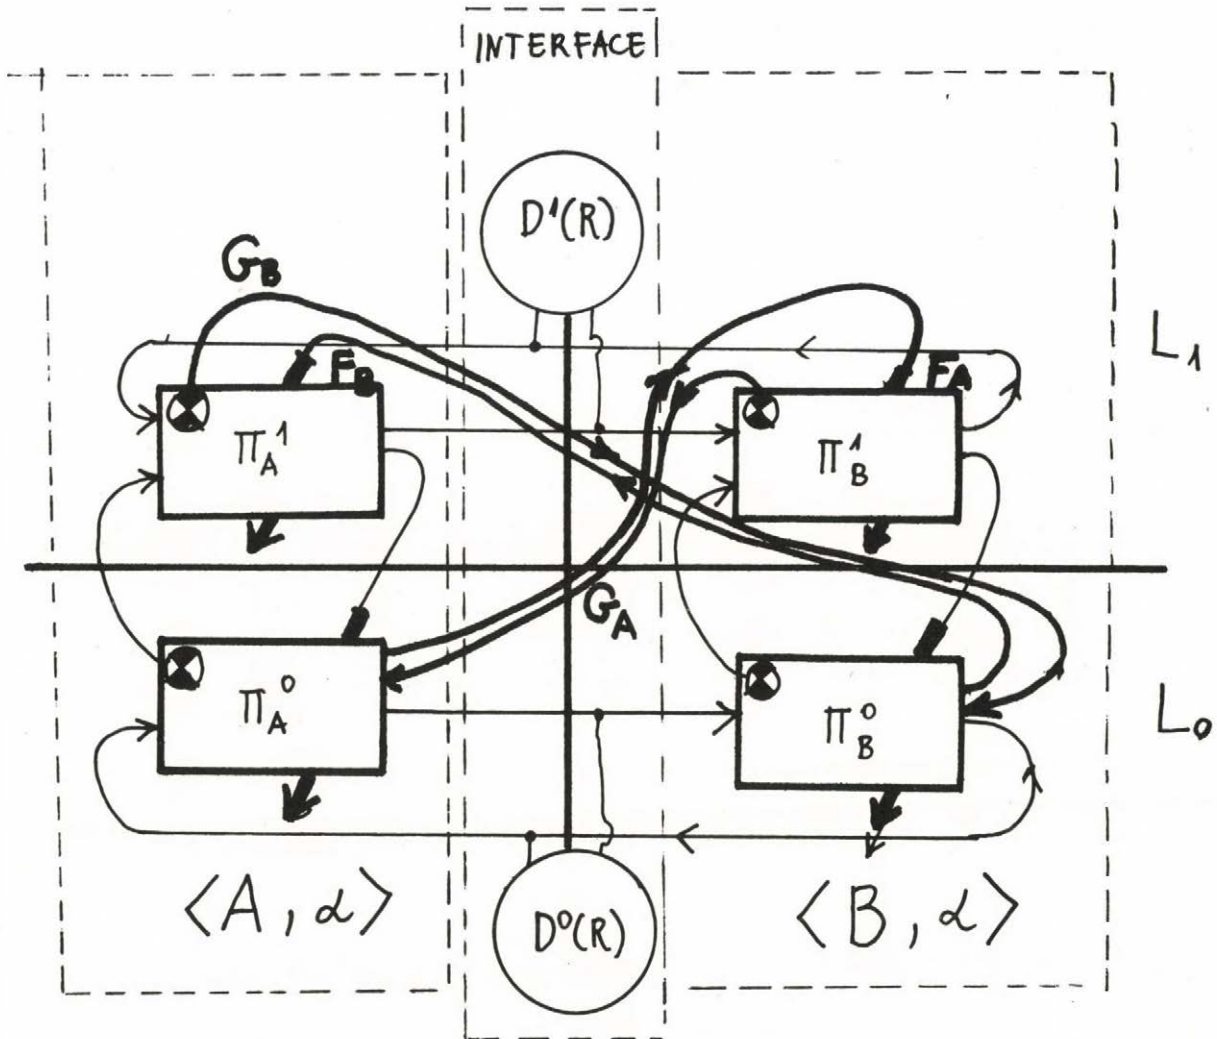 INTERFACE
D¹(R)
G_B
L₁
F_B
F_A
Π_A¹
Π_B¹
G_A
Π_A⁰
Π_B⁰
L₀
⟨A, α⟩
⟨B, α⟩
D⁰(R)